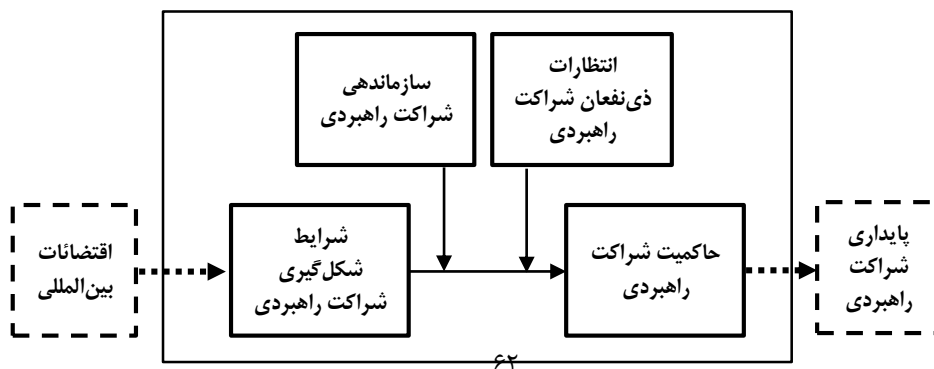 سازماندهی
شراکت راهبردی
انتظارات
ذی‌نفعان شراکت
راهبردی
اقتضائات
بین‌المللی
شرایط
شکل‌گیری
شراکت راهبردی
حاکمیت شراکت
راهبردی
پایداری
شراکت
راهبردی
۶۲